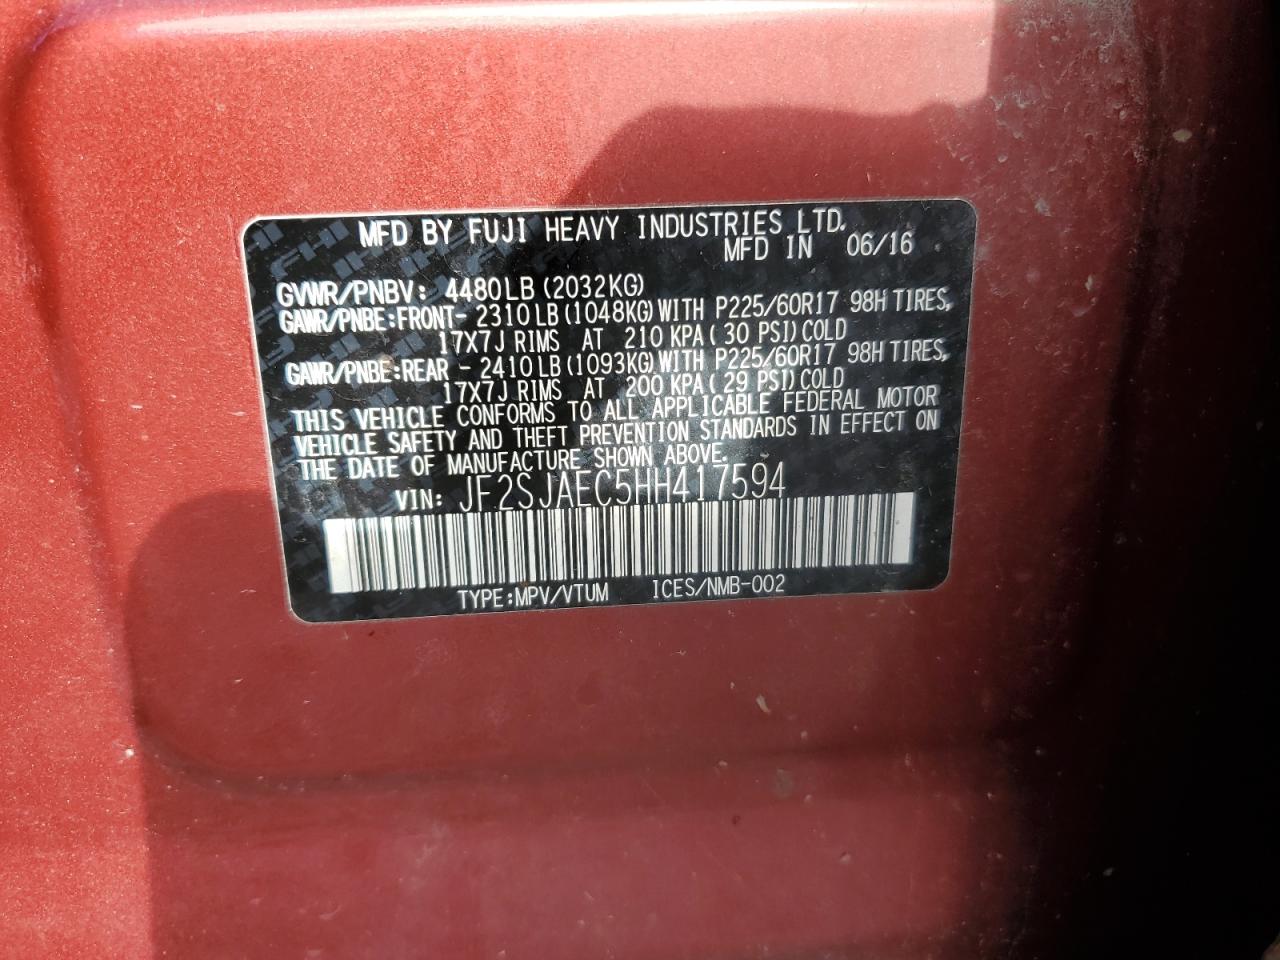 MFD BY FUJI HEAVY INDUSTRIES LTD.
MFD IN 06/16
GVWR/PNBV: 4480LB (2032KG)
GAWR/PNBE:FRONT- 2310LB (1048KG) WITH P225/60R17 98H TIRES,
17X7J RIMS AT 210 KPA ( 30 PSI) COLD
GAWR/PNBE:REAR - 2410LB (1093KG) WITH P225/60R17 98H TIRES,
17X7J RIMS AT 200 KPA ( 29 PSI) COLD
THIS VEHICLE CONFORMS TO ALL APPLICABLE FEDERAL MOTOR
VEHICLE SAFETY AND THEFT PREVENTION STANDARDS IN EFFECT ON
THE DATE OF MANUFACTURE SHOWN ABOVE.
VIN: JF2SJAEC5HH417594
TYPE:MPV/VTUM ICES/NMB-002